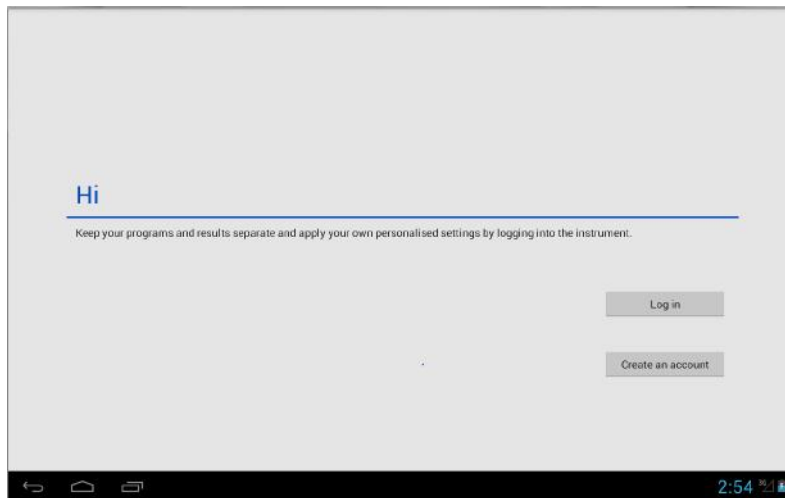 Hi
Keep your programs and results separate and apply your own personalised settings by logging into the instrument.
Log in
Create an account
2:54